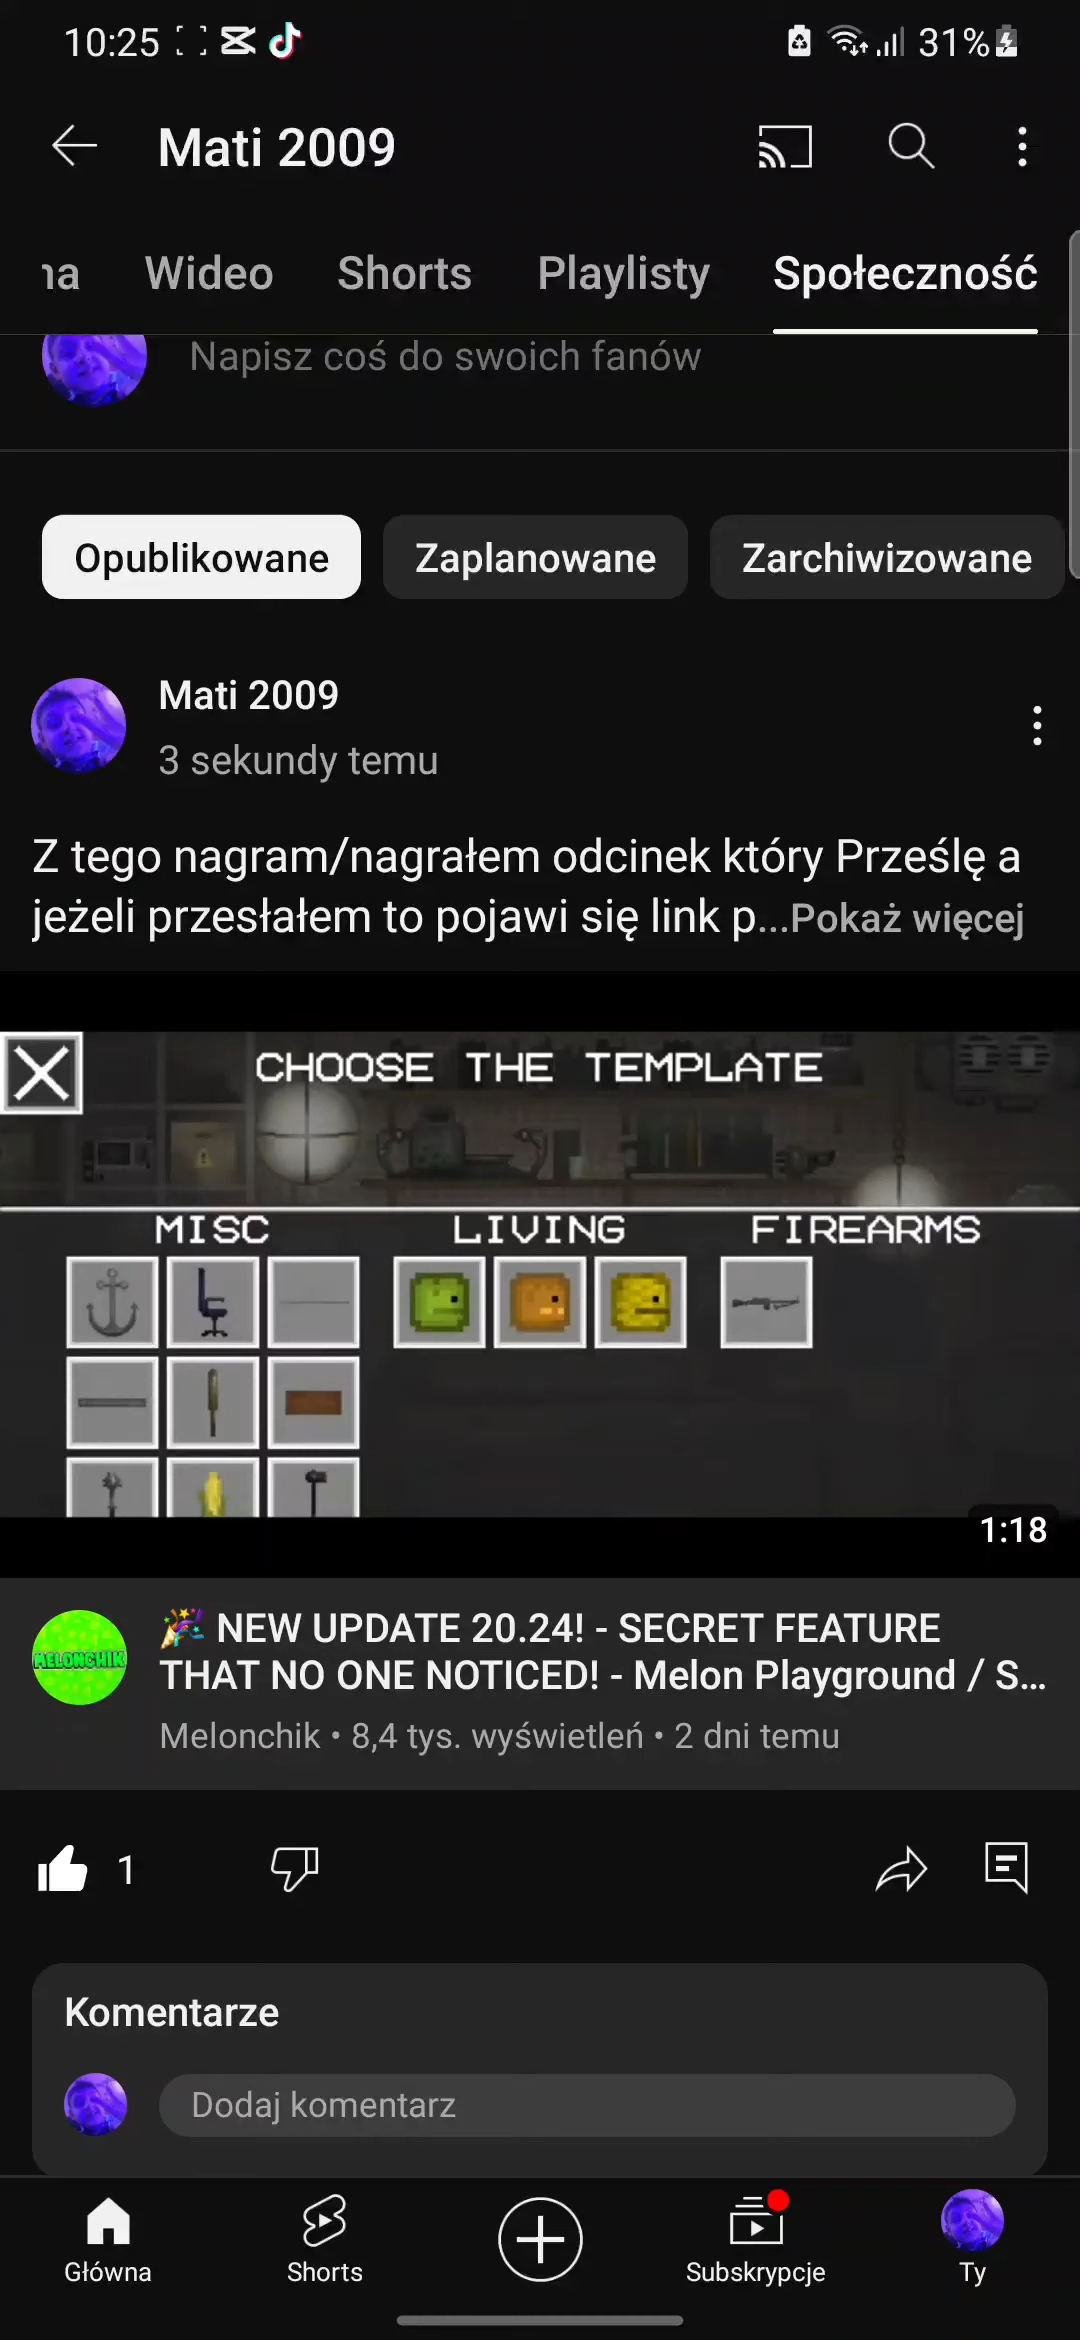 10:25
31%
Mati 2009
na Wideo Shorts Playlisty Społeczność
Napisz coś do swoich fanów
Opublikowane Zaplanowane Zarchiwizowane
Mati 2009
3 sekundy temu
Z tego nagram/nagrałem odcinek który Prześlę a
jeżeli przesłałem to pojawi się link p...Pokaż więcej
CHOOSE THE TEMPLATE
MISC LIVING FIREARMS
1:18
MELONCHIK
🎉 NEW UPDATE 20.24! - SECRET FEATURE
THAT NO ONE NOTICED! - Melon Playground / S...
Melonchik • 8,4 tys. wyświetleń • 2 dni temu
1
Komentarze
Dodaj komentarz
Główna Shorts Subskrypcje Ty